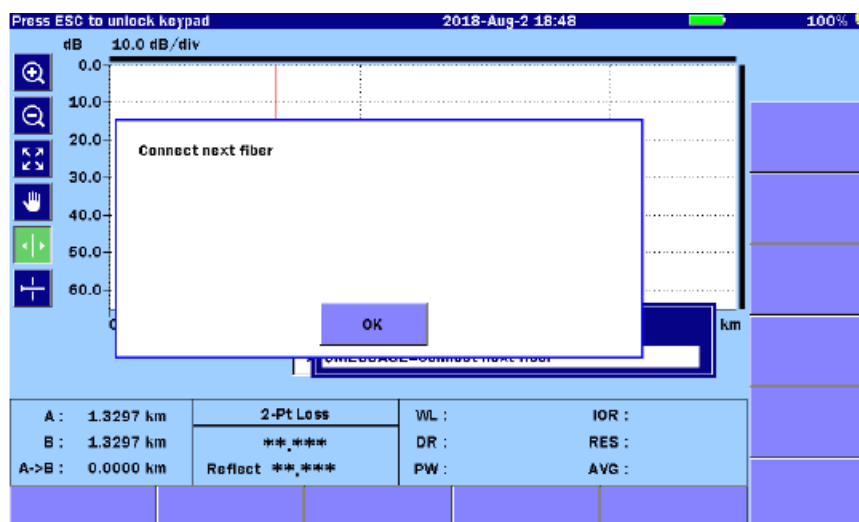 Press ESC to unlock keypad 2018-Aug-2 18:48 100%
dB 10.0 dB/div
0.0
10.0
20.0
Connect next fiber
30.0
40.0
50.0
60.0
OK
km
A : 1.3297 km 2-Pt Loss WL : IOR :
B : 1.3297 km **.*** DR : RES :
A->B : 0.0000 km Reflect **.*** PW : AVG :